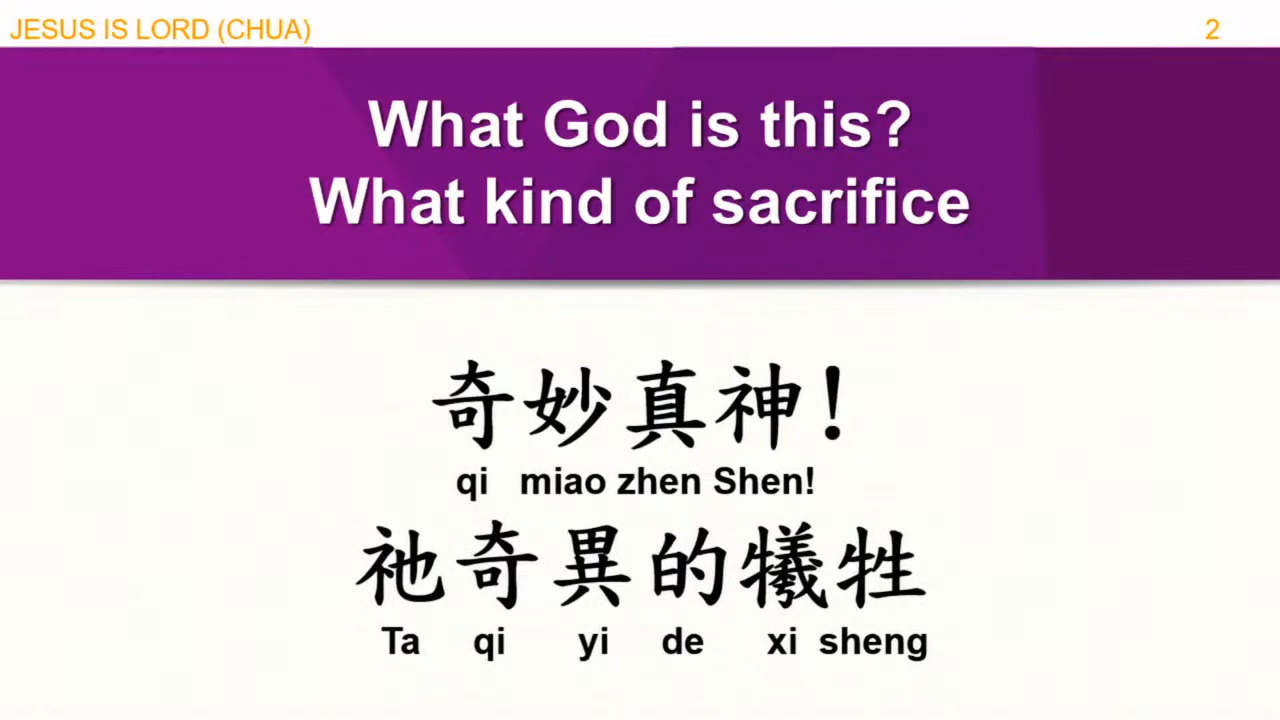 JESUS IS LORD (CHUA)
2
What God is this?
What kind of sacrifice
奇妙真神!
qi miao zhen Shen!
祂奇異的犧牲
Ta qi yi de xi sheng